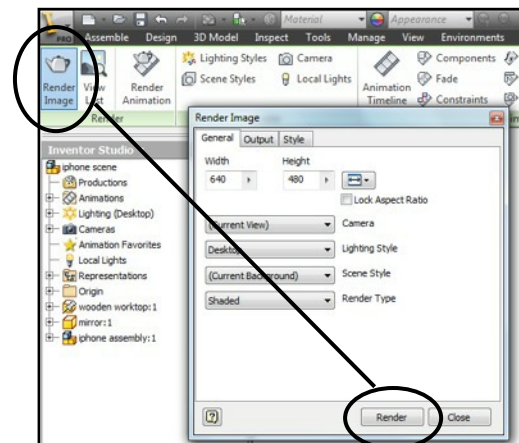 Material
Appearance
PRO
Assemble Design 3D Model Inspect Tools Manage View Environments
Render Image
View Last
Render Animation
Lighting Styles
Camera
Scene Styles
Local Lights
Animation Timeline
Components
Fade
Constraints
Render
Inventor Studio
iphone scene
Productions
Animations
Lighting (Desktop)
Cameras
Animation Favorites
Local Lights
Representations
Origin
wooden worktop:1
mirror:1
iphone assembly:1
Render Image
General Output Style
Width Height
640 480
Lock Aspect Ratio
(Current View) Camera
Desktop Lighting Style
(Current Background) Scene Style
Shaded Render Type
?
Render Close